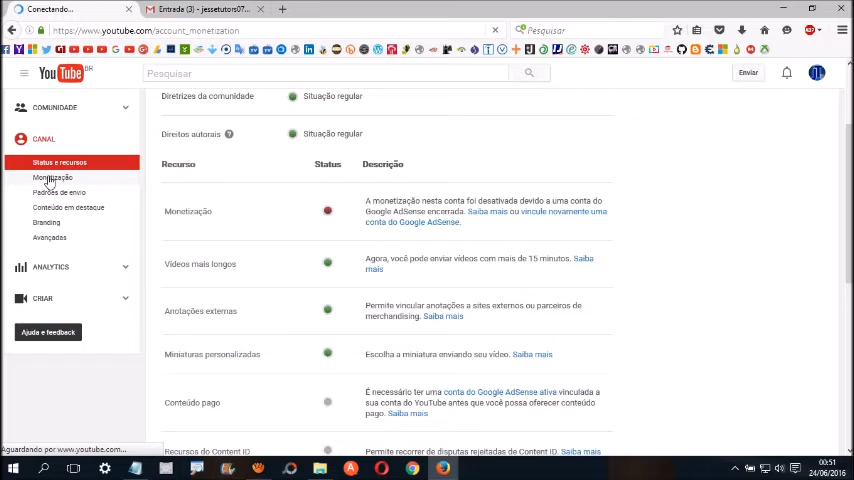 Conectando...
Entrada (3) - jessetutors07...
https://www.youtube.com/account_monetization
Pesquisar
You Tube BR
Pesquisar
Enviar
COMUNIDADE
CANAL
Status e recursos
Monetização
Padrões de envio
Conteúdo em destaque
Branding
Avançadas
ANALYTICS
CRIAR
Ajuda e feedback
Diretrizes da comunidade
Situação regular
Direitos autorais ?
Situação regular
Recurso
Status
Descrição
Monetização
A monetização nesta conta foi desativada devido a uma conta do
Google AdSense encerrada. Saiba mais ou vincule novamente uma
conta do Google AdSense.
Vídeos mais longos
Agora, você pode enviar vídeos com mais de 15 minutos. Saiba
mais
Anotações externas
Permite vincular anotações a sites externos ou parceiros de
merchandising. Saiba mais
Miniaturas personalizadas
Escolha a miniatura enviando seu vídeo. Saiba mais
Conteúdo pago
É necessário ter uma conta do Google AdSense ativa vinculada a
sua conta do YouTube antes que você possa oferecer conteúdo
pago. Saiba mais
Recursos do Content ID
Permite recorrer de disputas rejeitadas de Content ID. Saiba mais
Aguardando por www.youtube.com...
00:51
24/06/2016